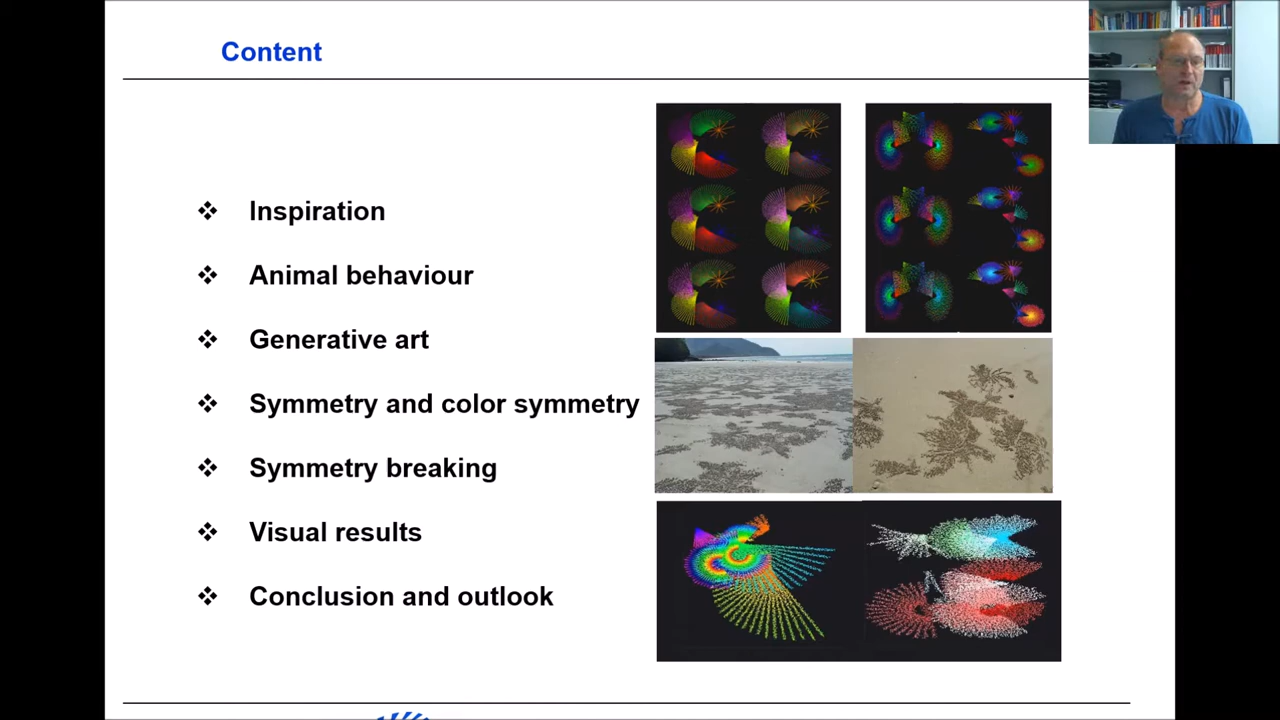 Content
Inspiration
Animal behaviour
Generative art
Symmetry and color symmetry
Symmetry breaking
Visual results
Conclusion and outlook